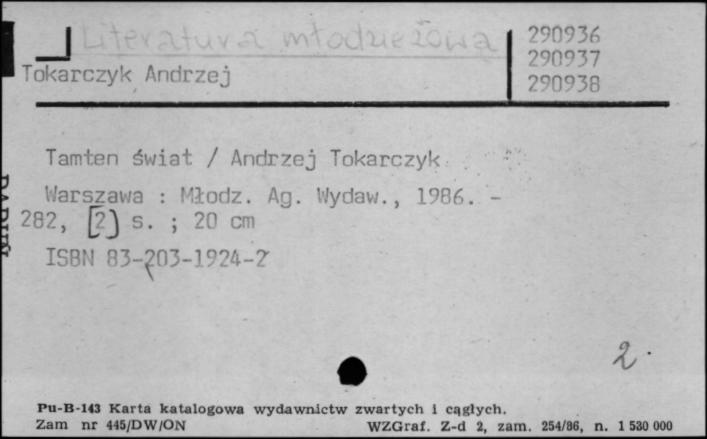 Literatura młodzieżowa
290936
290937
290938
Tokarczyk Andrzej
Tamten świat / Andrzej Tokarczyk
Warszawa : Młodz. Ag. Wydaw., 1986. -
282, [2] s. ; 20 cm
ISBN 83-203-1924-2
2.
Pu-B-143 Karta katalogowa wydawnictw zwartych i ciągłych.
Zam nr 445/DW/ON WZGraf. Z-d 2, zam. 254/86, n. 1 530 000